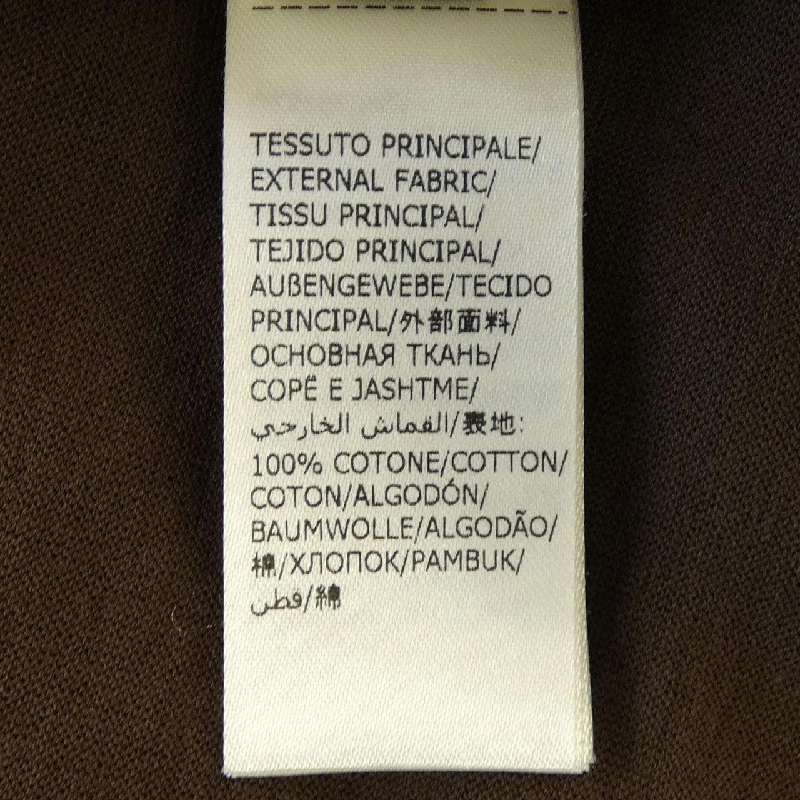 TESSUTO PRINCIPALE/
EXTERNAL FABRIC/
TISSU PRINCIPAL/
TEJIDO PRINCIPAL/
AUßENGEWEBE/TECIDO
PRINCIPAL/外部面料/
ОСНОВНАЯ ТКАНЬ/
COPË E JASHTME/
القماش الخارجي/表地:
100% COTONE/COTTON/
COTON/ALGODÓN/
BAUMWOLLE/ALGODÃO/
棉/ХЛОПОК/PAMBUK/
قطن/綿